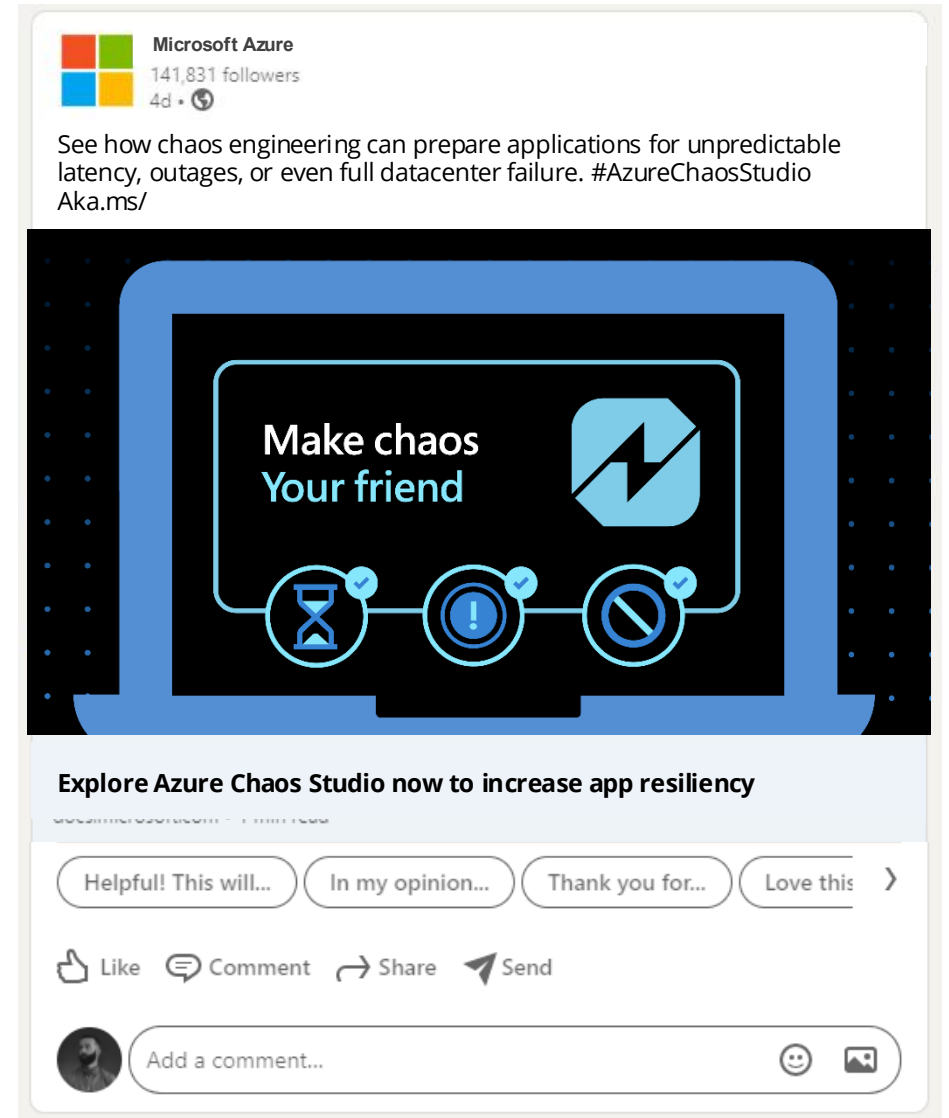 Microsoft Azure
141,831 followers
4d •
See how chaos engineering can prepare applications for unpredictable
latency, outages, or even full datacenter failure. #AzureChaosStudio
Aka.ms/
Make chaos
Your friend
Explore Azure Chaos Studio now to increase app resiliency
Helpful! This will...
In my opinion...
Thank you for...
Love this
Like
Comment
Share
Send
Add a comment...